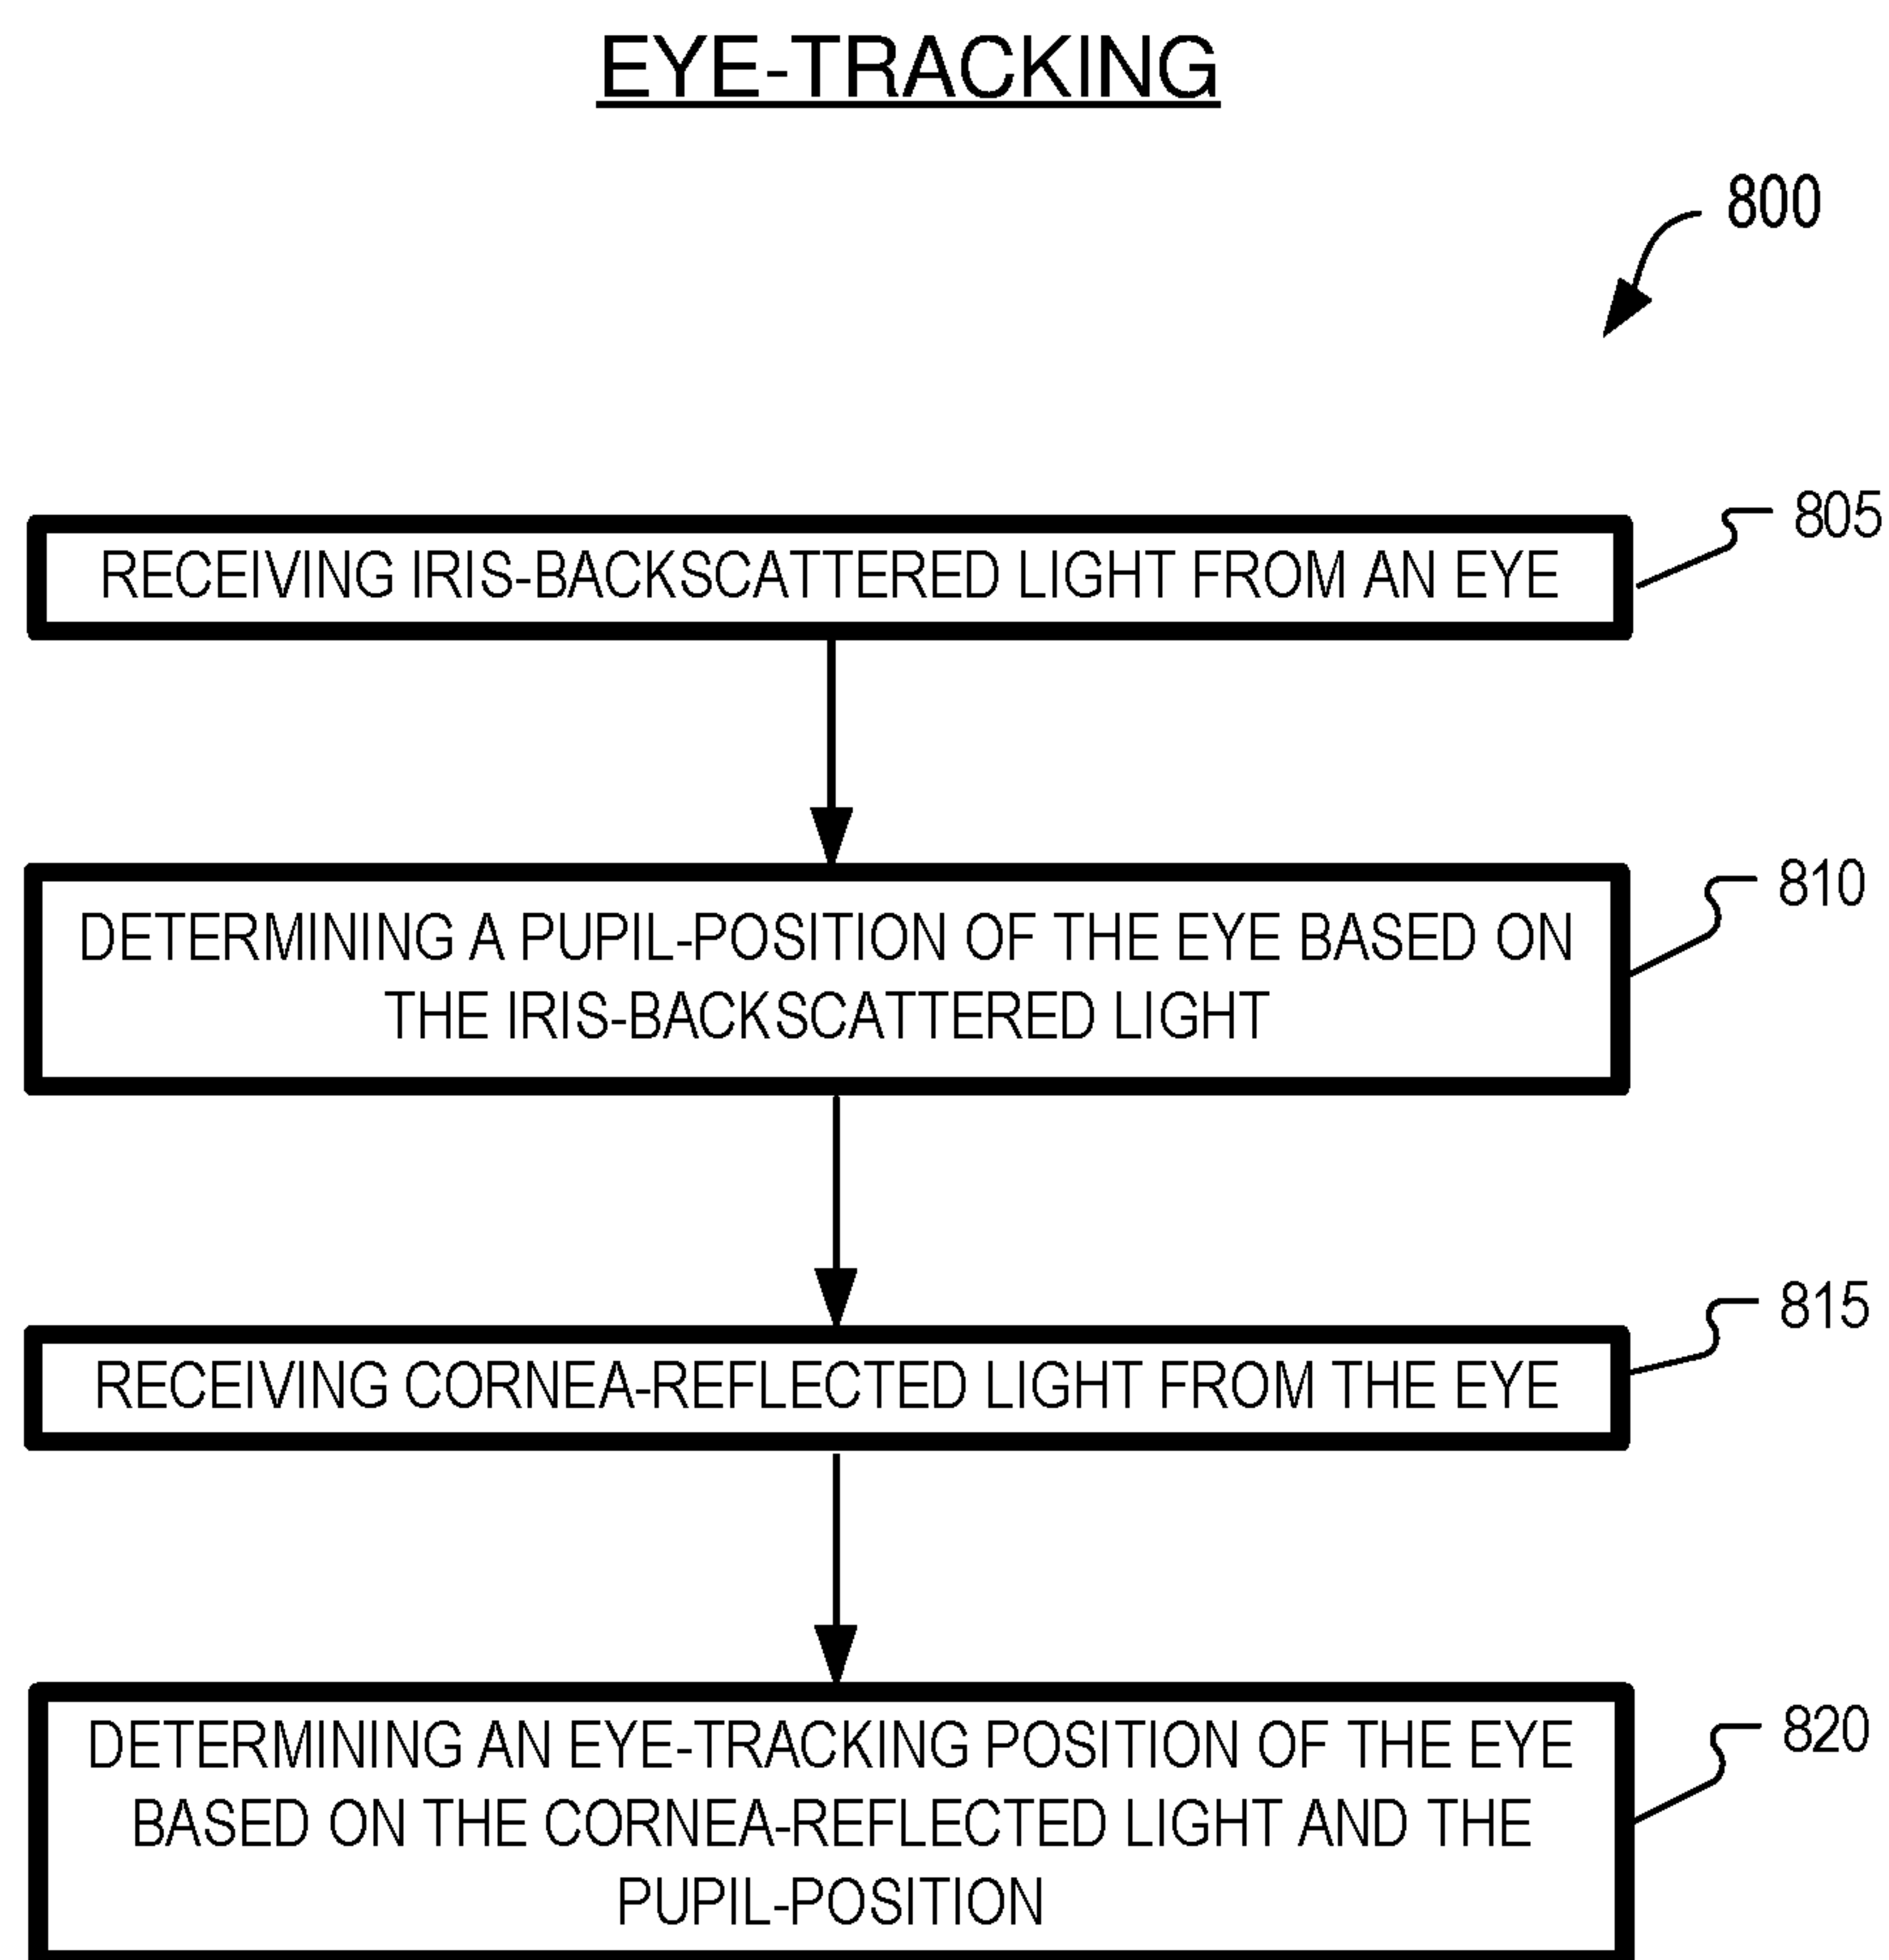 EYE-TRACKING
800
RECEIVING IRIS-BACKSCATTERED LIGHT FROM AN EYE
805
DETERMINING A PUPIL-POSITION OF THE EYE BASED ON
THE IRIS-BACKSCATTERED LIGHT
810
RECEIVING CORNEA-REFLECTED LIGHT FROM THE EYE
815
DETERMINING AN EYE-TRACKING POSITION OF THE EYE
BASED ON THE CORNEA-REFLECTED LIGHT AND THE
PUPIL-POSITION
820